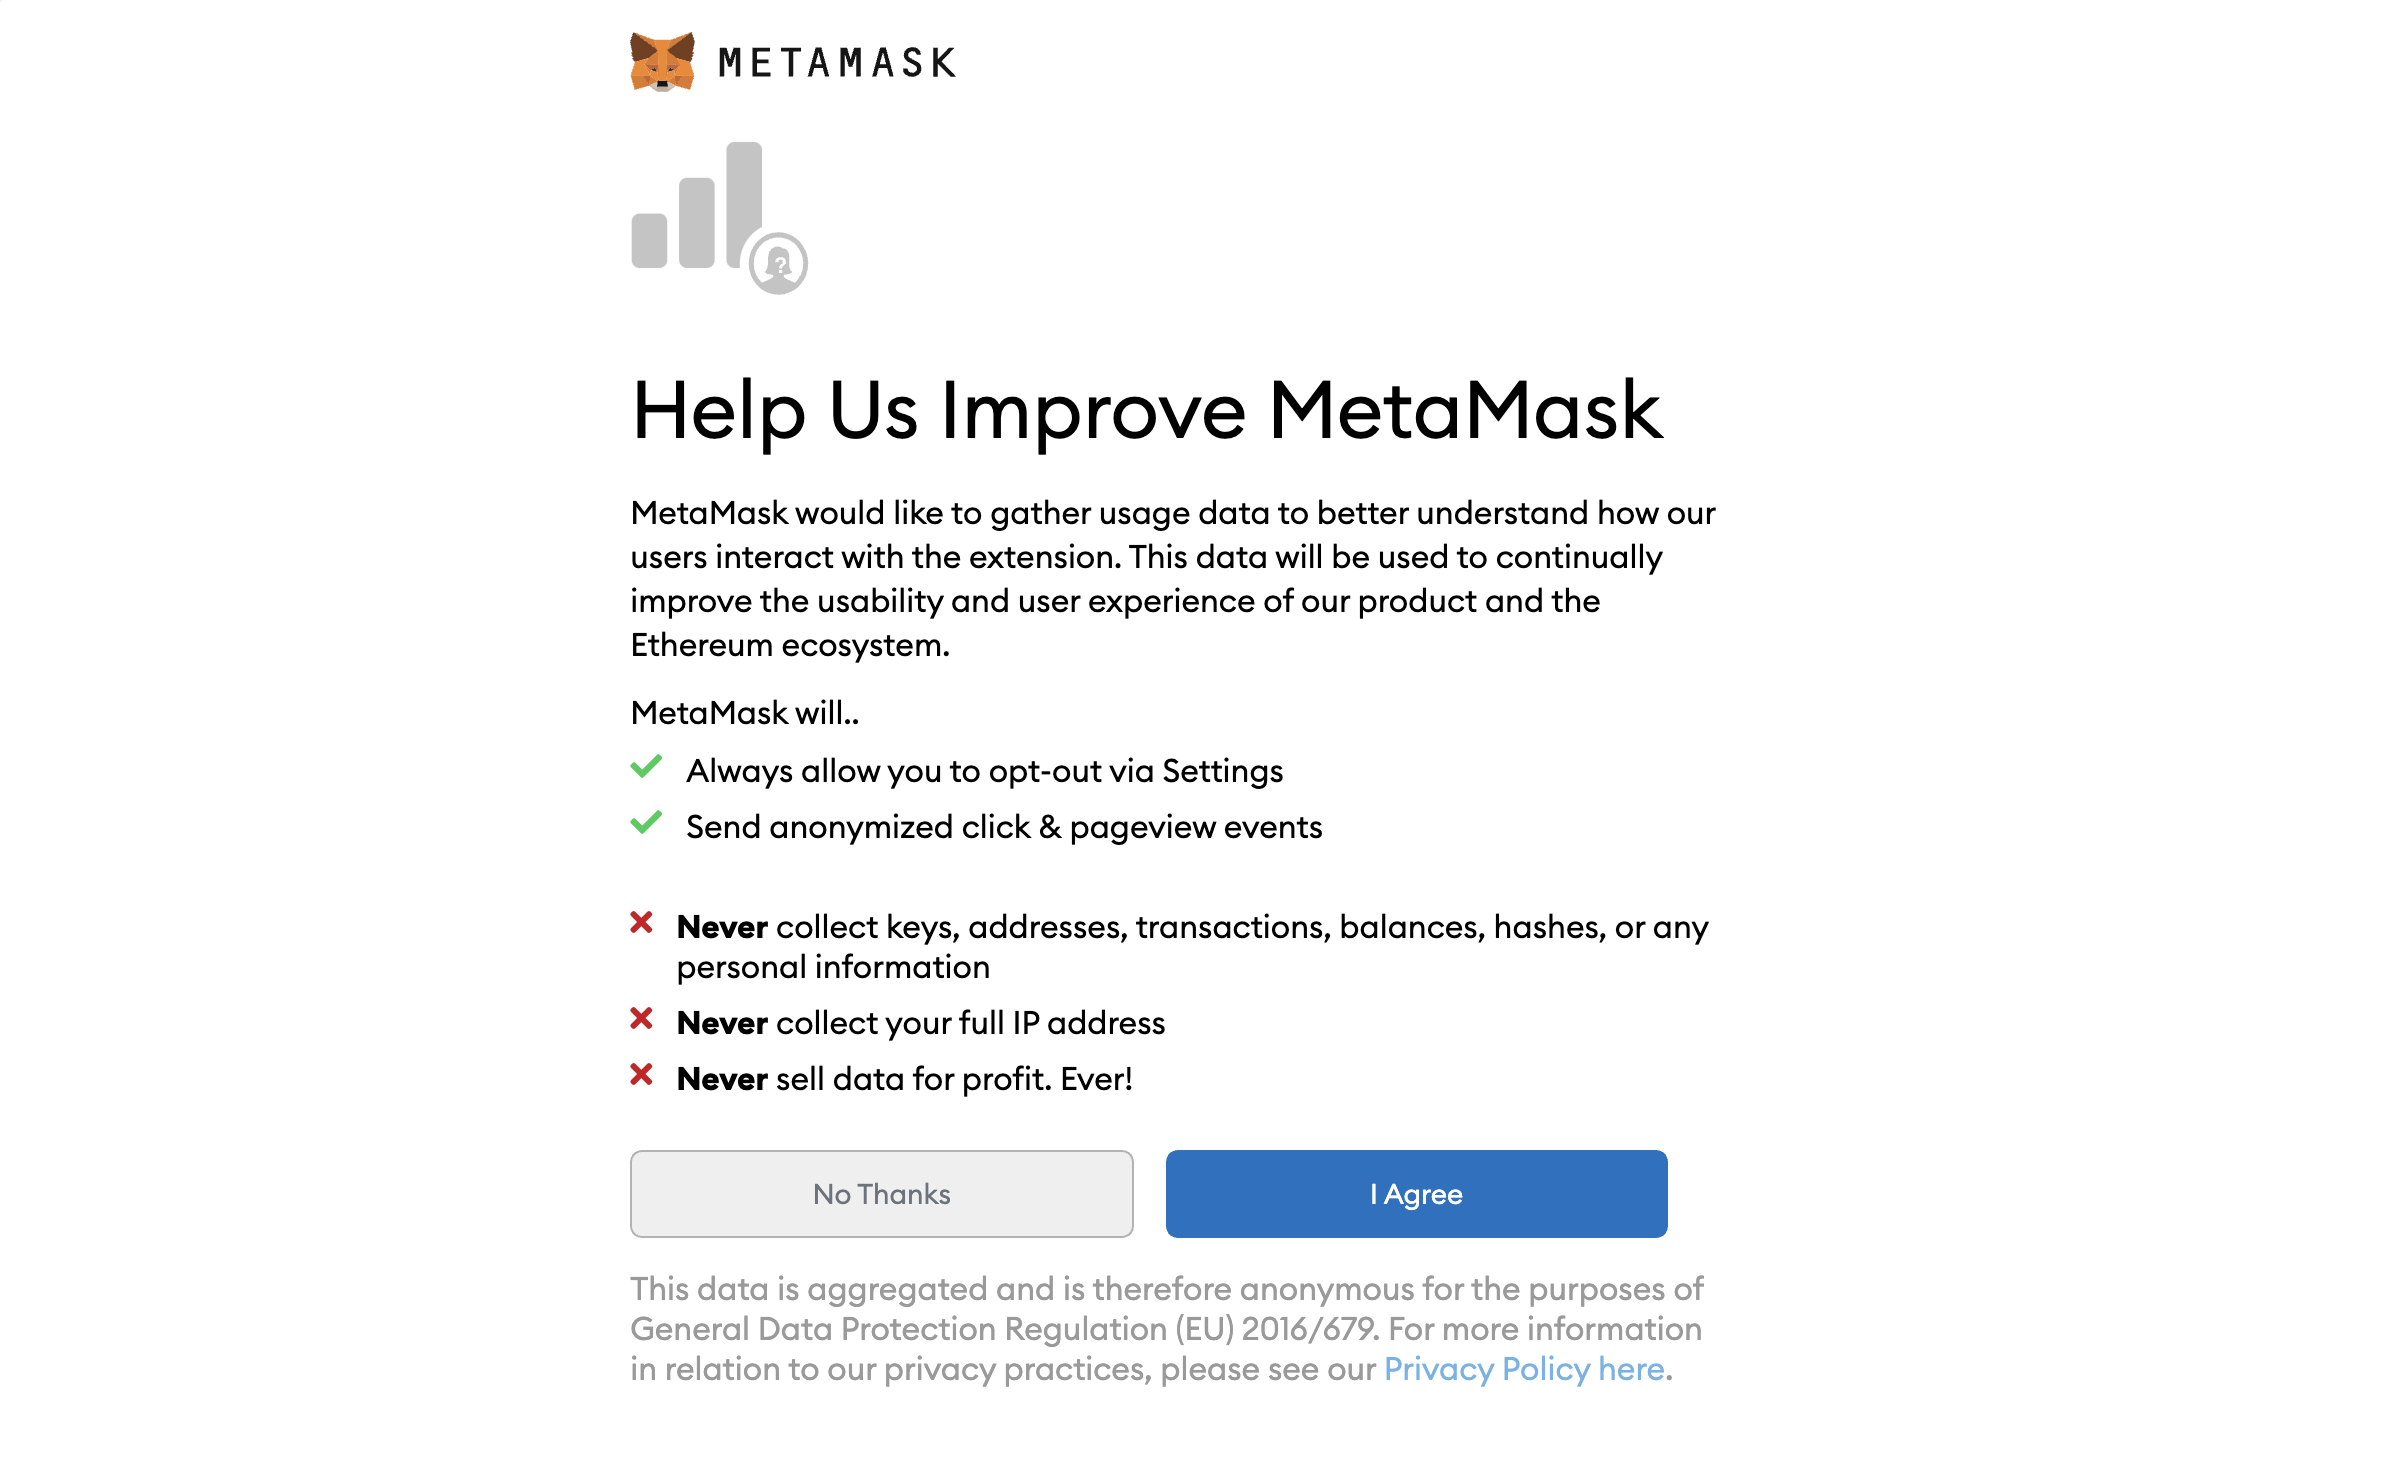 METAMASK
?
Help Us Improve MetaMask
MetaMask would like to gather usage data to better understand how our
users interact with the extension. This data will be used to continually
improve the usability and user experience of our product and the
Ethereum ecosystem.
MetaMask will..
Always allow you to opt-out via Settings
Send anonymized click & pageview events
Never collect keys, addresses, transactions, balances, hashes, or any
personal information
Never collect your full IP address
Never sell data for profit. Ever!
No Thanks
I Agree
This data is aggregated and is therefore anonymous for the purposes of
General Data Protection Regulation (EU) 2016/679. For more information
in relation to our privacy practices, please see our Privacy Policy here.